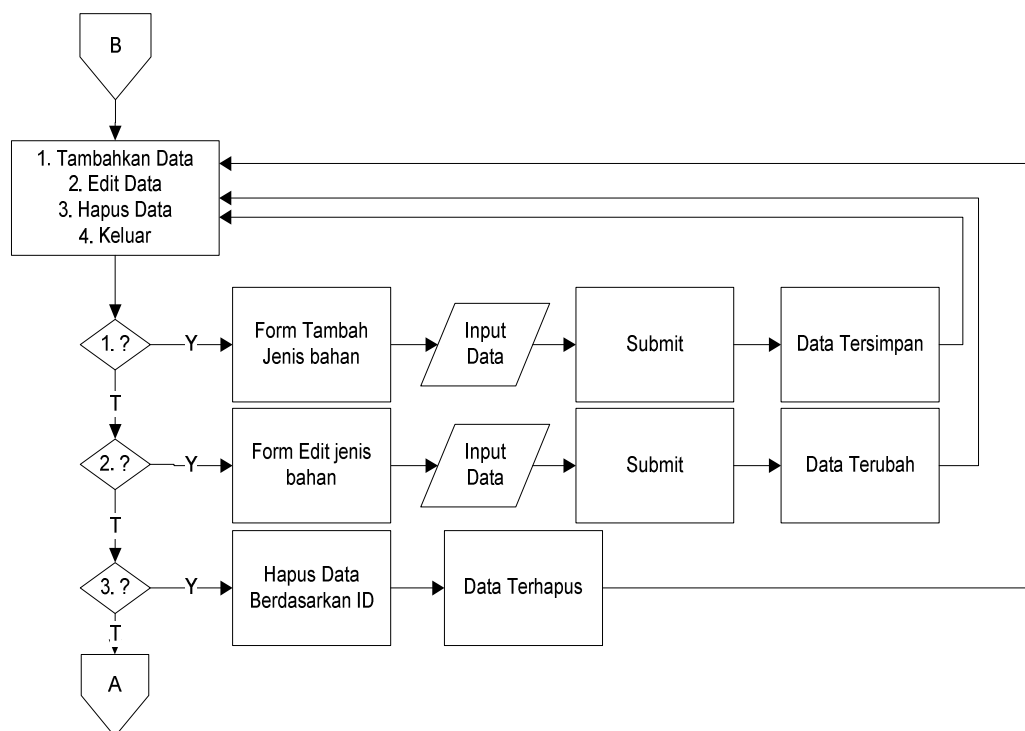 B
1. Tambahkan Data
2. Edit Data
3. Hapus Data
4. Keluar
1. ?
Y
Form Tambah
Jenis bahan
Input
Data
Submit
Data Tersimpan
T
2. ?
Y
Form Edit jenis
bahan
Input
Data
Submit
Data Terubah
T
3. ?
Y
Hapus Data
Berdasarkan ID
Data Terhapus
T
A